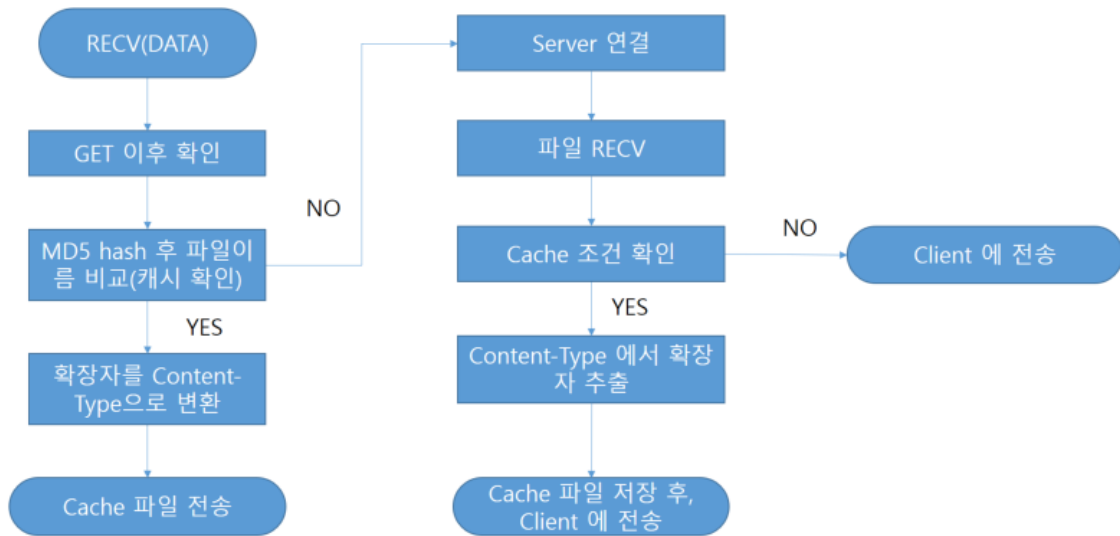 RECV(DATA)
GET 이후 확인
MD5 hash 후 파일이
름 비교(캐시 확인)
NO
YES
확장자를 Content-
Type으로 변환
Cache 파일 전송
Server 연결
파일 RECV
Cache 조건 확인
NO
Client 에 전송
YES
Content-Type 에서 확장
자 추출
Cache 파일 저장 후,
Client 에 전송